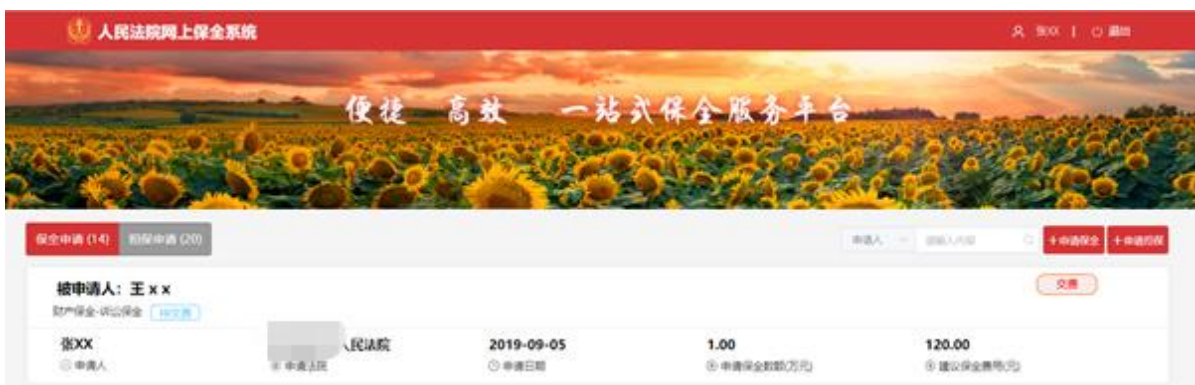 人民法院网上保全系统
张XX | 退出
便捷 高效 一站式保全服务平台
保全申请 (14) 担保申请 (20) 申请人 请输入内容 +申请保全 +申请担保
被申请人：王 x x 交费
财产保全-诉讼保全 待交费
张XX 人民法院 2019-09-05 1.00 120.00
申请人 申请法院 申请日期 申请保全数额(万元) 建议保全费用(元)